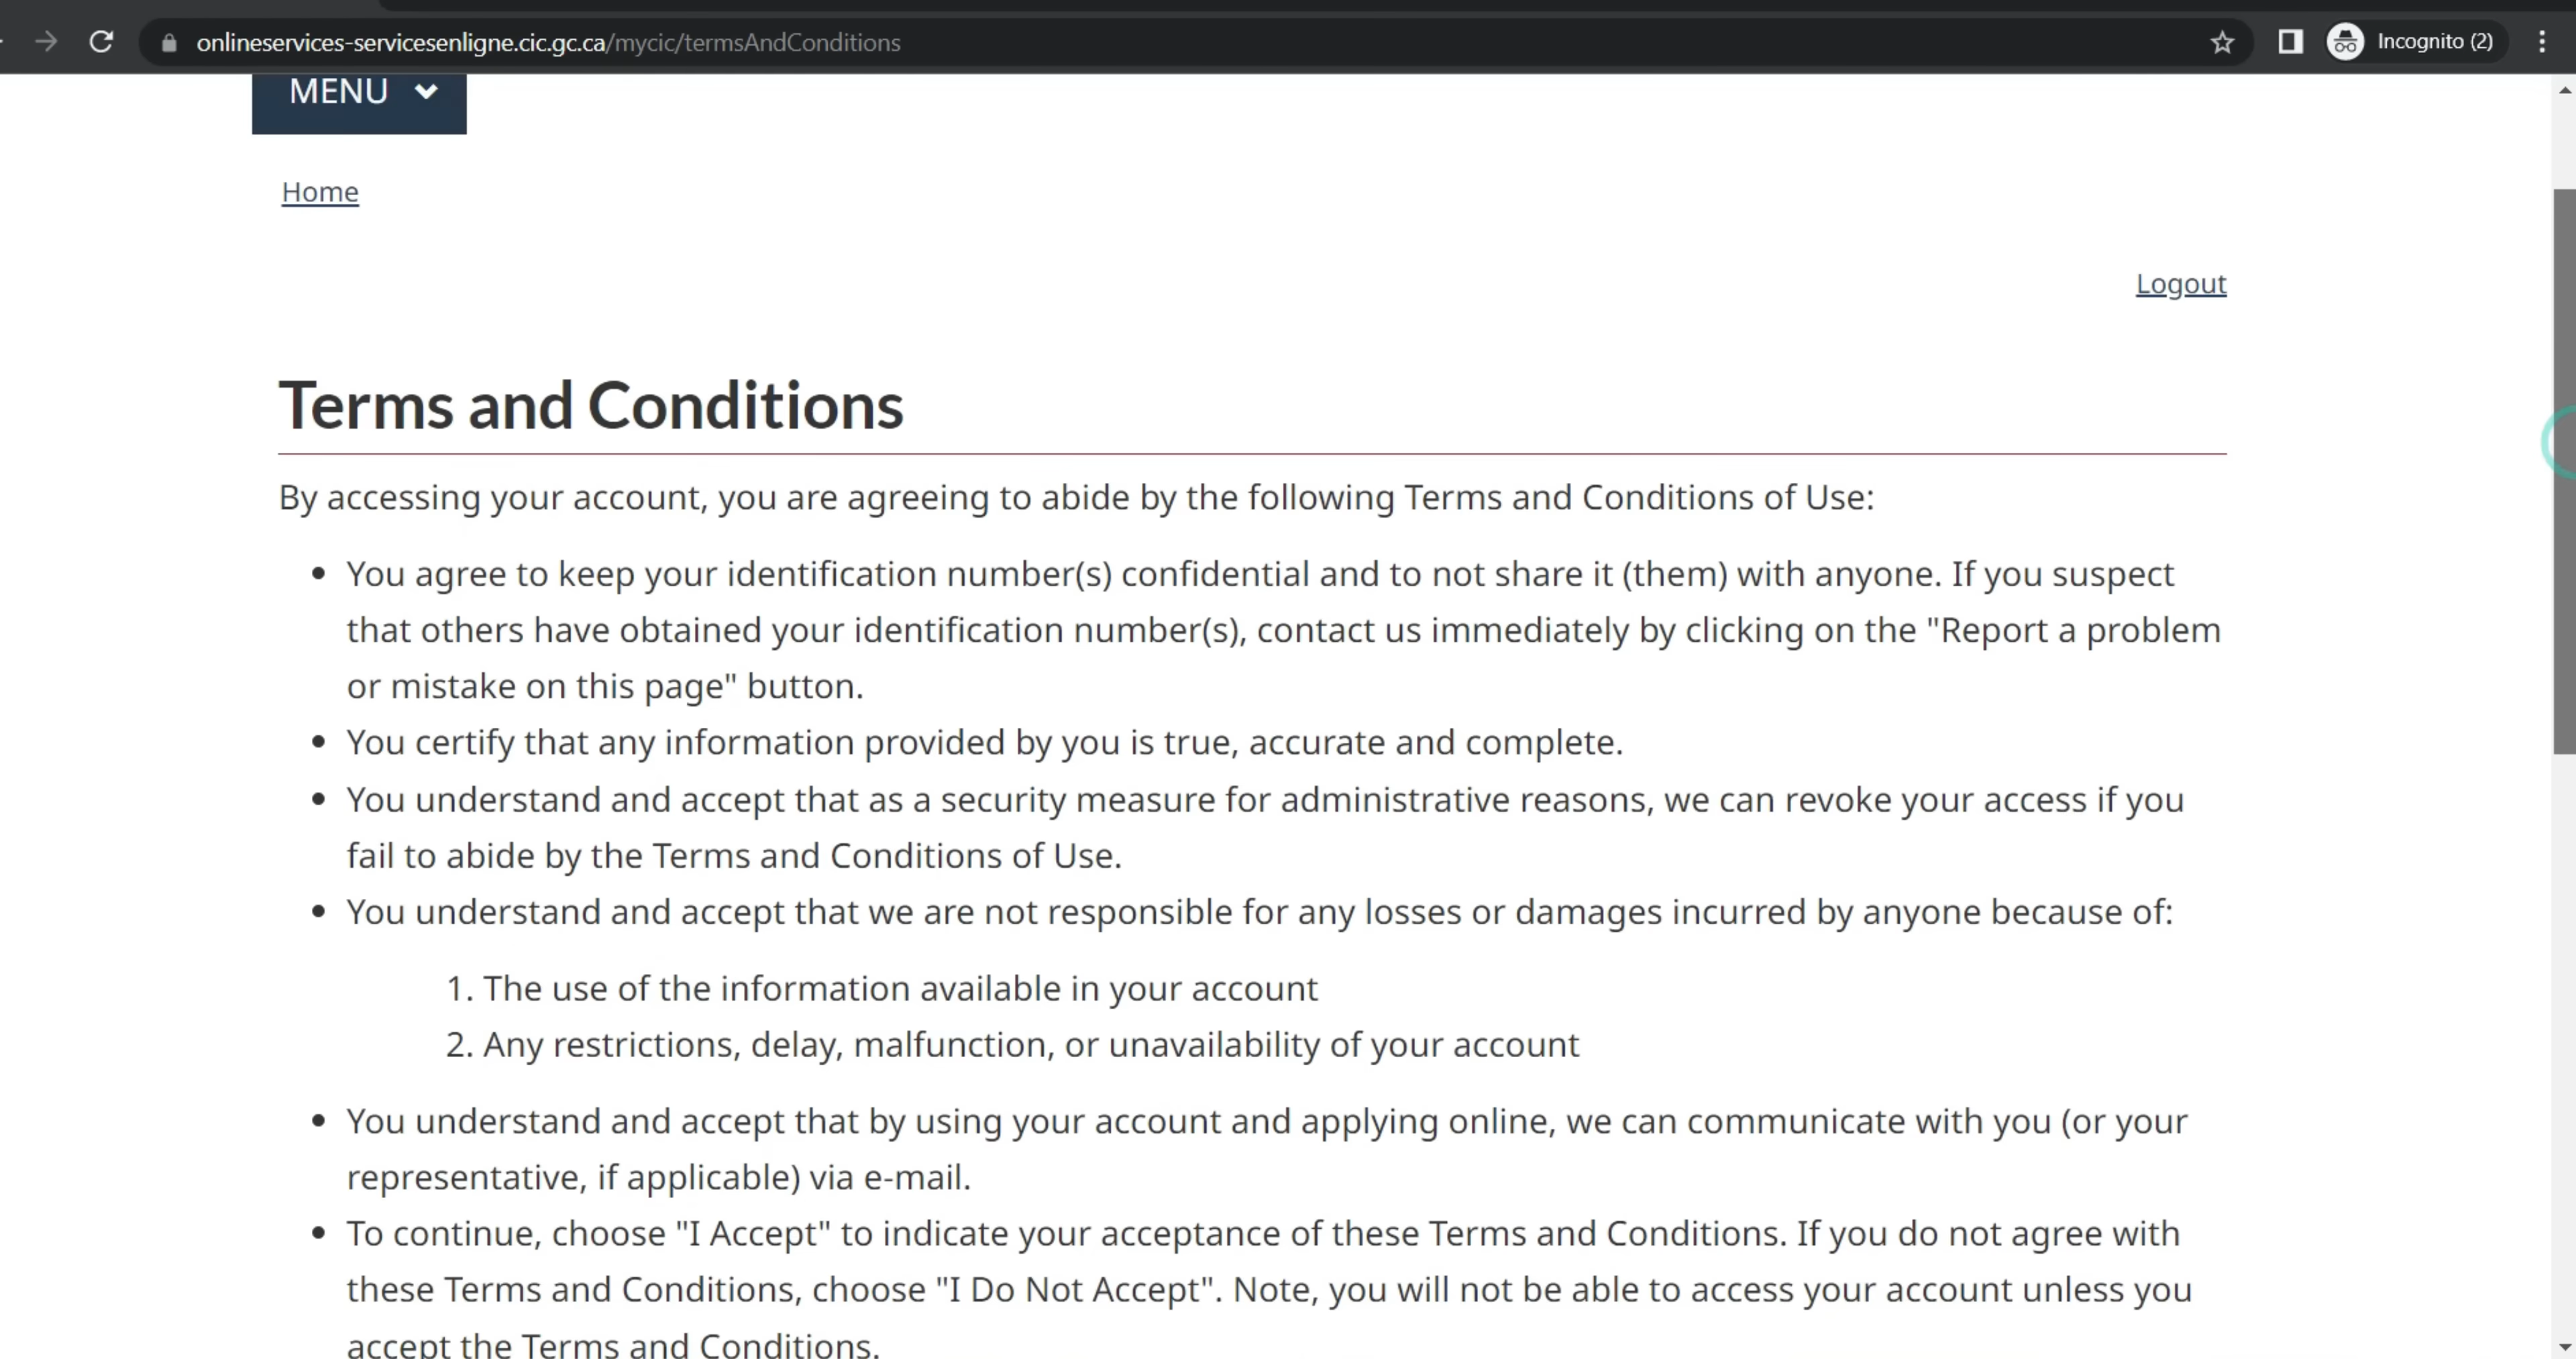 onlineservices-servicesenligne.cic.gc.ca/mycic/termsAndConditions
Incognito (2)
MENU
Home
Logout
Terms and Conditions
By accessing your account, you are agreeing to abide by the following Terms and Conditions of Use:
• You agree to keep your identification number(s) confidential and to not share it (them) with anyone. If you suspect
that others have obtained your identification number(s), contact us immediately by clicking on the "Report a problem
or mistake on this page" button.
• You certify that any information provided by you is true, accurate and complete.
• You understand and accept that as a security measure for administrative reasons, we can revoke your access if you
fail to abide by the Terms and Conditions of Use.
• You understand and accept that we are not responsible for any losses or damages incurred by anyone because of:
1. The use of the information available in your account
2. Any restrictions, delay, malfunction, or unavailability of your account
• You understand and accept that by using your account and applying online, we can communicate with you (or your
representative, if applicable) via e-mail.
• To continue, choose "I Accept" to indicate your acceptance of these Terms and Conditions. If you do not agree with
these Terms and Conditions, choose "I Do Not Accept". Note, you will not be able to access your account unless you
accept the Terms and Conditions.